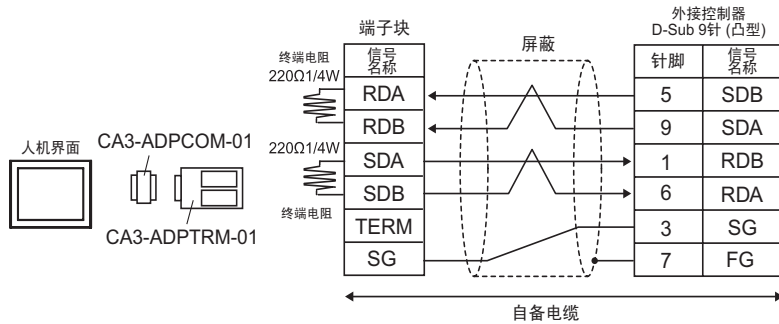 外接控制器
D-Sub 9针 (凸型)
端子块
屏蔽
终端电阻
220Ω1/4W
信号
名称
针脚
信号
名称
RDA
5
SDB
RDB
9
SDA
220Ω1/4W
SDA
1
RDB
SDB
6
RDA
终端电阻
TERM
3
SG
SG
7
FG
人机界面
CA3-ADPCOM-01
CA3-ADPTRM-01
自备电缆